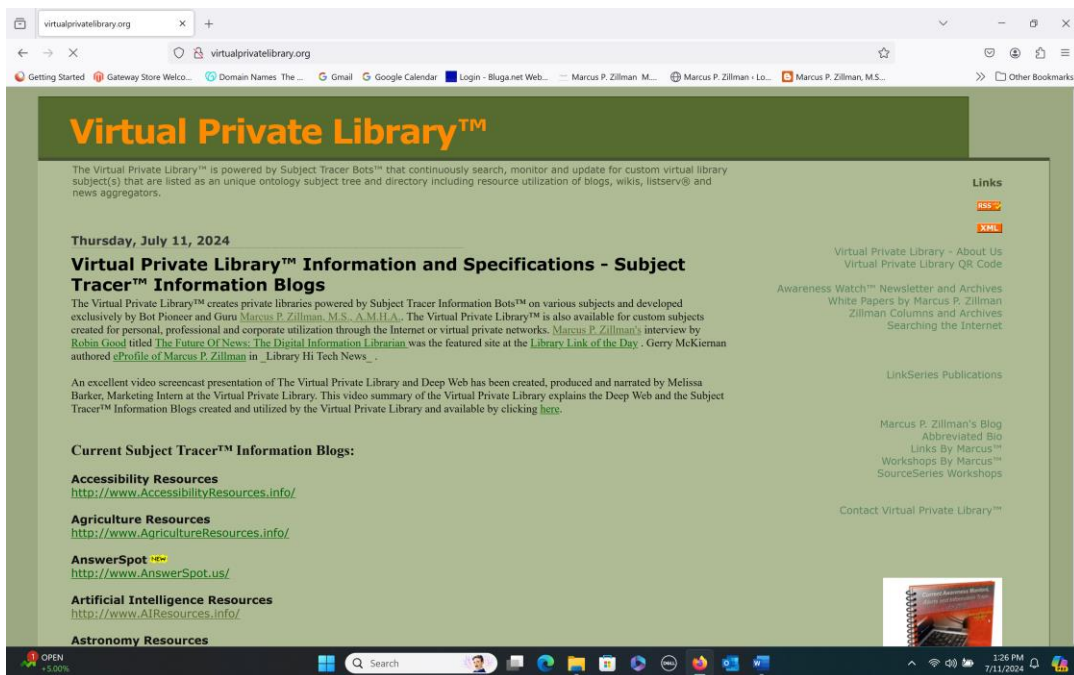 virtualprivatelibrary.org
virtualprivatelibrary.org
Getting Started Gateway Store Welco... Domain Names The ... Gmail Google Calendar Login - Bluga.net Web... Marcus P. Zillman M... Marcus P. Zillman ‹ Lo... Marcus P. Zillman, M.S... Other Bookmarks
Virtual Private Library™
The Virtual Private Library™ is powered by Subject Tracer Bots™ that continuously search, monitor and update for custom virtual library
subject(s) that are listed as an unique ontology subject tree and directory including resource utilization of blogs, wikis, listserv® and
news aggregators.
Thursday, July 11, 2024
Virtual Private Library™ Information and Specifications - Subject
Tracer™ Information Blogs
The Virtual Private Library™ creates private libraries powered by Subject Tracer Information Bots™ on various subjects and developed
exclusively by Bot Pioneer and Guru Marcus P. Zillman, M.S., A.M.H.A.. The Virtual Private Library™ is also available for custom subjects
created for personal, professional and corporate utilization through the Internet or virtual private networks. Marcus P. Zillman's interview by
Robin Good titled The Future Of News: The Digital Information Librarian was the featured site at the Library Link of the Day . Gerry McKiernan
authored eProfile of Marcus P. Zillman in _Library Hi Tech News_ .
An excellent video screencast presentation of The Virtual Private Library and Deep Web has been created, produced and narrated by Melissa
Barker, Marketing Intern at the Virtual Private Library. This video summary of the Virtual Private Library explains the Deep Web and the Subject
Tracer™ Information Blogs created and utilized by the Virtual Private Library and available by clicking here.
Current Subject Tracer™ Information Blogs:
Accessibility Resources
http://www.AccessibilityResources.info/
Agriculture Resources
http://www.AgricultureResources.info/
AnswerSpot NEW
http://www.AnswerSpot.us/
Artificial Intelligence Resources
http://www.AIResources.info/
Astronomy Resources
Links
RSS
XML
Virtual Private Library - About Us
Virtual Private Library QR Code
Awareness Watch™ Newsletter and Archives
White Papers by Marcus P. Zillman
Zillman Columns and Archives
Searching the Internet
LinkSeries Publications
Marcus P. Zillman's Blog
Abbreviated Bio
Links By Marcus™
Workshops By Marcus™
SourceSeries Workshops
Contact Virtual Private Library™
1 OPEN
+5.00%
Search
1:26 PM
7/11/2024